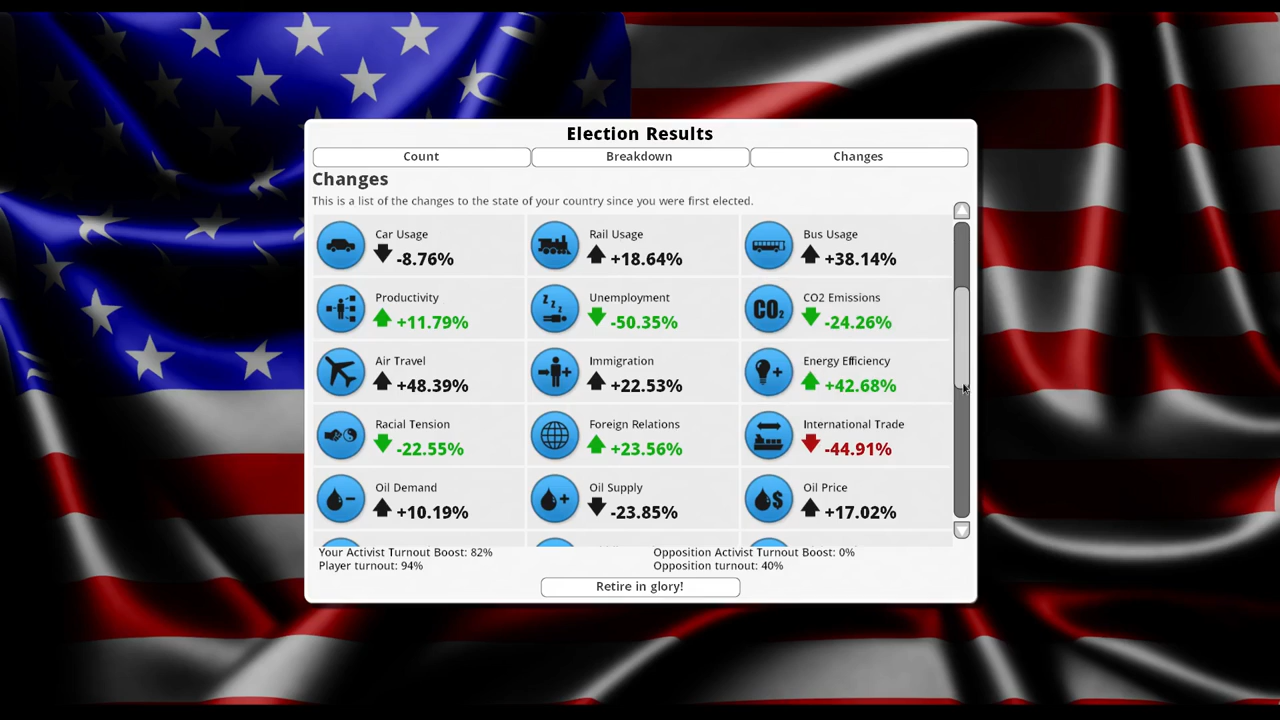 Election Results
Count Breakdown Changes
Changes
This is a list of the changes to the state of your country since you were first elected.
Car Usage Rail Usage Bus Usage
-8.76% +18.64% +38.14%
Productivity Unemployment CO2 Emissions
+11.79% -50.35% -24.26%
Air Travel Immigration Energy Efficiency
+48.39% +22.53% +42.68%
Racial Tension Foreign Relations International Trade
-22.55% +23.56% -44.91%
Oil Demand Oil Supply Oil Price
+10.19% -23.85% +17.02%
Your Activist Turnout Boost: 82% Opposition Activist Turnout Boost: 0%
Player turnout: 94% Opposition turnout: 40%
Retire in glory!